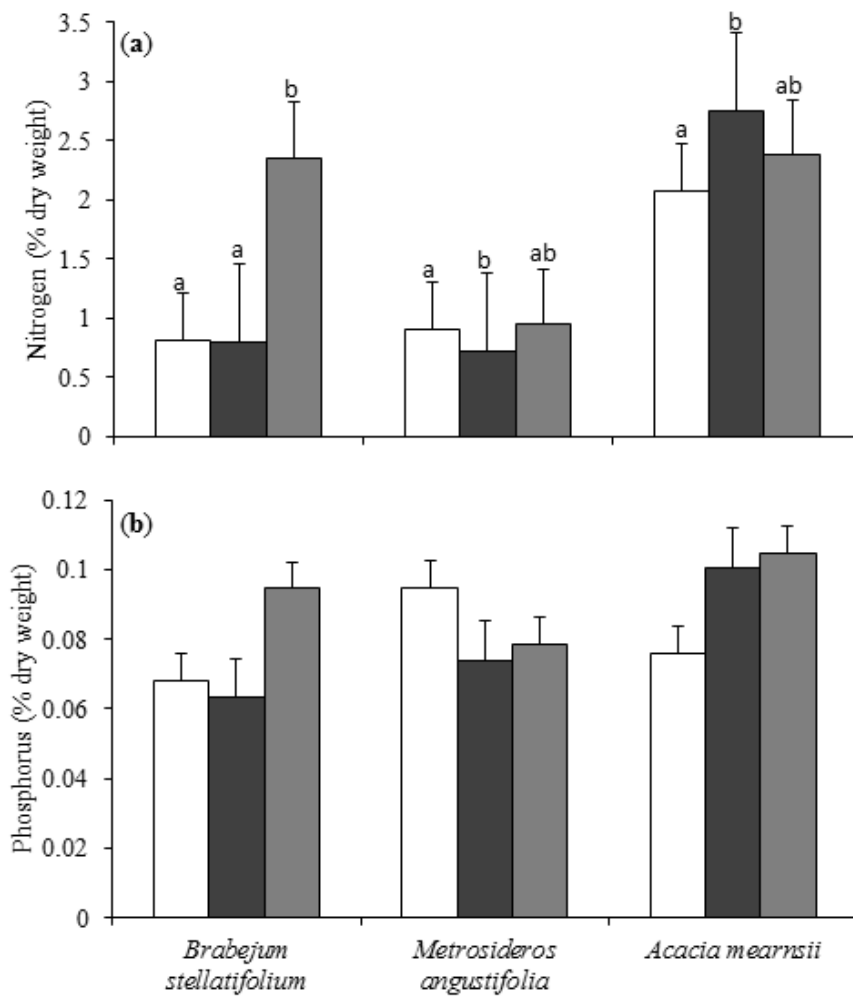 (a)
Nitrogen (% dry weight)
3.5
3
2.5
2
1.5
1
0.5
0
a
a
b
a
b
ab
a
b
ab
(b)
Phosphorus (% dry weight)
0.12
0.1
0.08
0.06
0.04
0.02
0
Brabejum
stellatifolium
Metrosideros
angustifolia
Acacia mearnsii